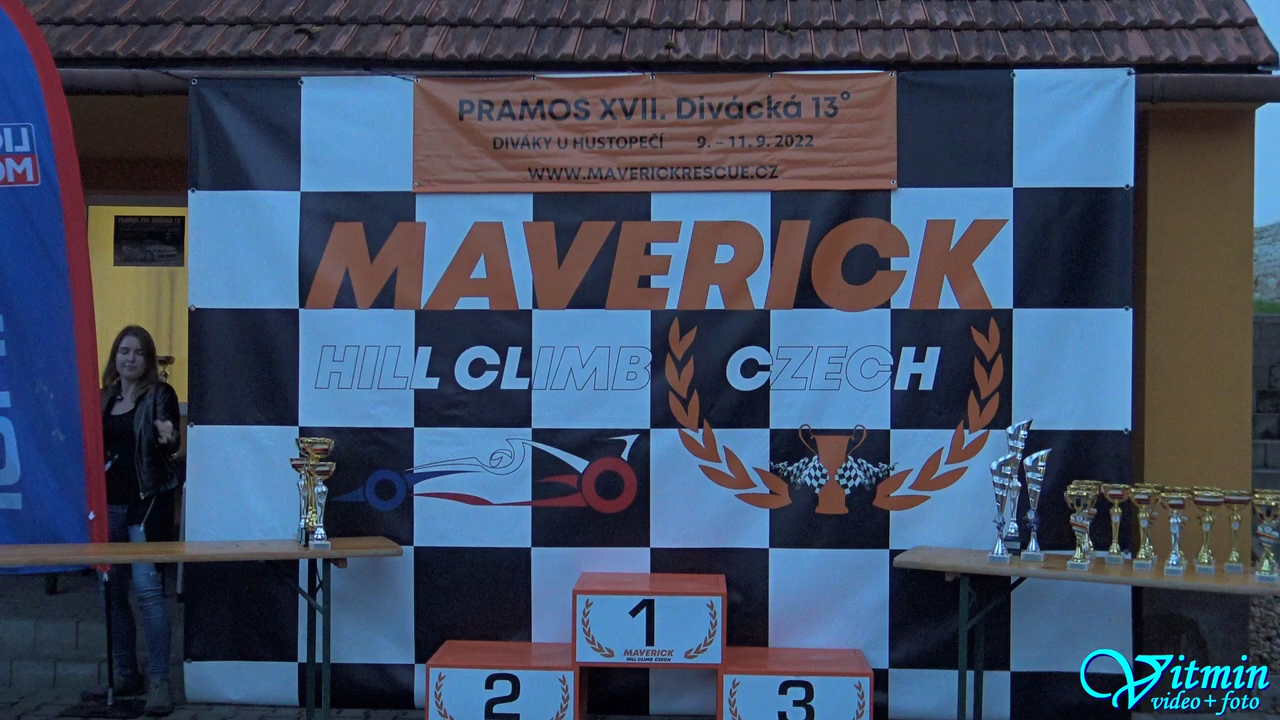 PRAMOS XVII. Divácká 13°
DIVÁKY U HUSTOPEČÍ 9. – 11. 9. 2022
WWW.MAVERICKRESCUE.CZ
MAVERICK
HILL CLIMB CZECH
1
MAVERICK
HILL CLIMB CZECH
2
3
Vitmin
video + foto